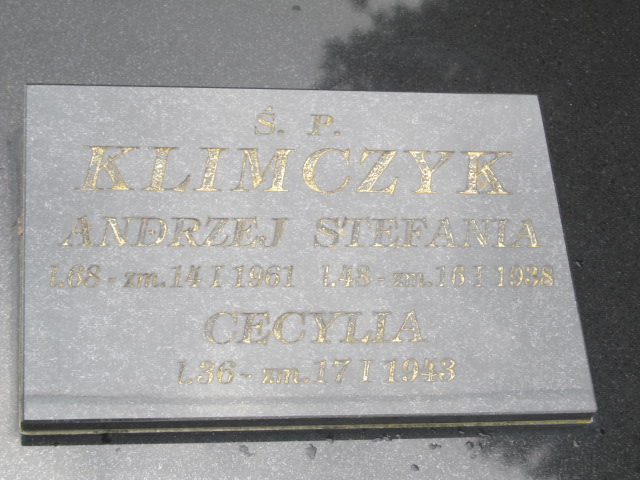 Ś. P.
KLIMCZYK
ANDRZEJ STEFANIA
l.68 - zm. 14 I 1961 l.48 - zm. 16 I 1938
CECYLIA
l.36 - zm. 17 I 1943